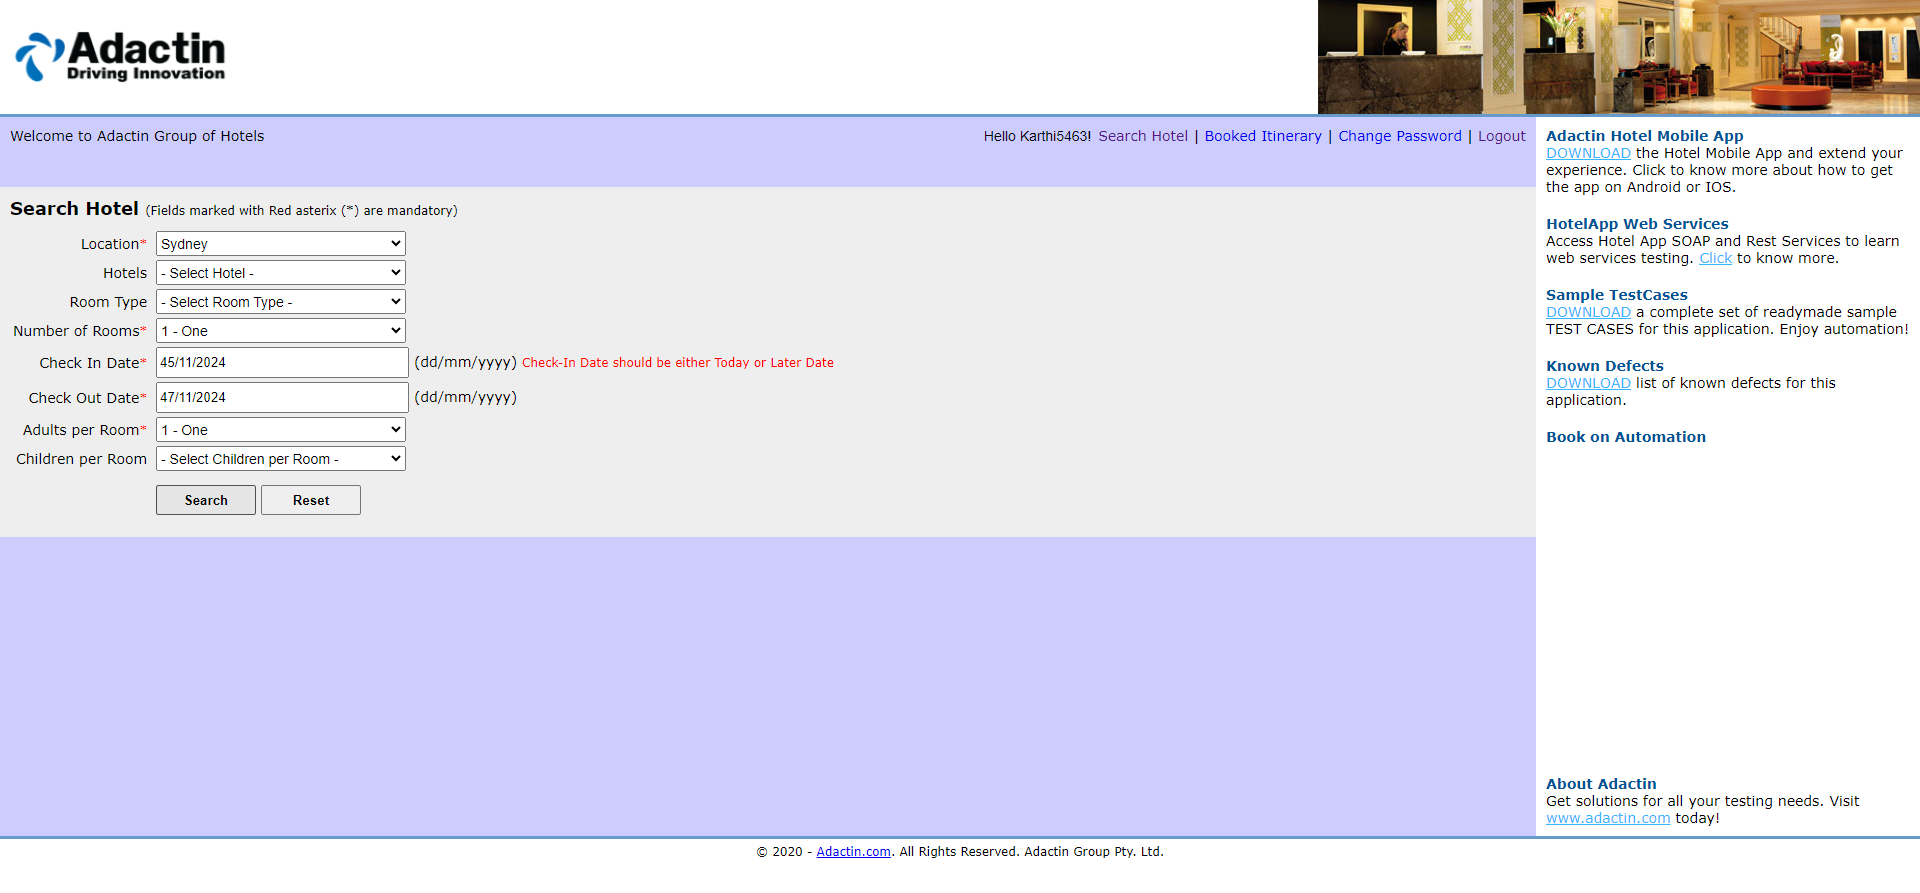 Adactin
Driving Innovation
Welcome to Adactin Group of Hotels
Hello Karthi5463! Search Hotel | Booked Itinerary | Change Password | Logout
Search Hotel (Fields marked with Red asterix (*) are mandatory)
Location* Sydney
Hotels - Select Hotel -
Room Type - Select Room Type -
Number of Rooms* 1 - One
Check In Date* 45/11/2024 (dd/mm/yyyy) Check-In Date should be either Today or Later Date
Check Out Date* 47/11/2024 (dd/mm/yyyy)
Adults per Room* 1 - One
Children per Room - Select Children per Room -
Search Reset
Adactin Hotel Mobile App
DOWNLOAD the Hotel Mobile App and extend your
experience. Click to know more about how to get
the app on Android or IOS.
HotelApp Web Services
Access Hotel App SOAP and Rest Services to learn
web services testing. Click to know more.
Sample TestCases
DOWNLOAD a complete set of readymade sample
TEST CASES for this application. Enjoy automation!
Known Defects
DOWNLOAD list of known defects for this
application.
Book on Automation
About Adactin
Get solutions for all your testing needs. Visit
www.adactin.com today!
© 2020 - Adactin.com. All Rights Reserved. Adactin Group Pty. Ltd.